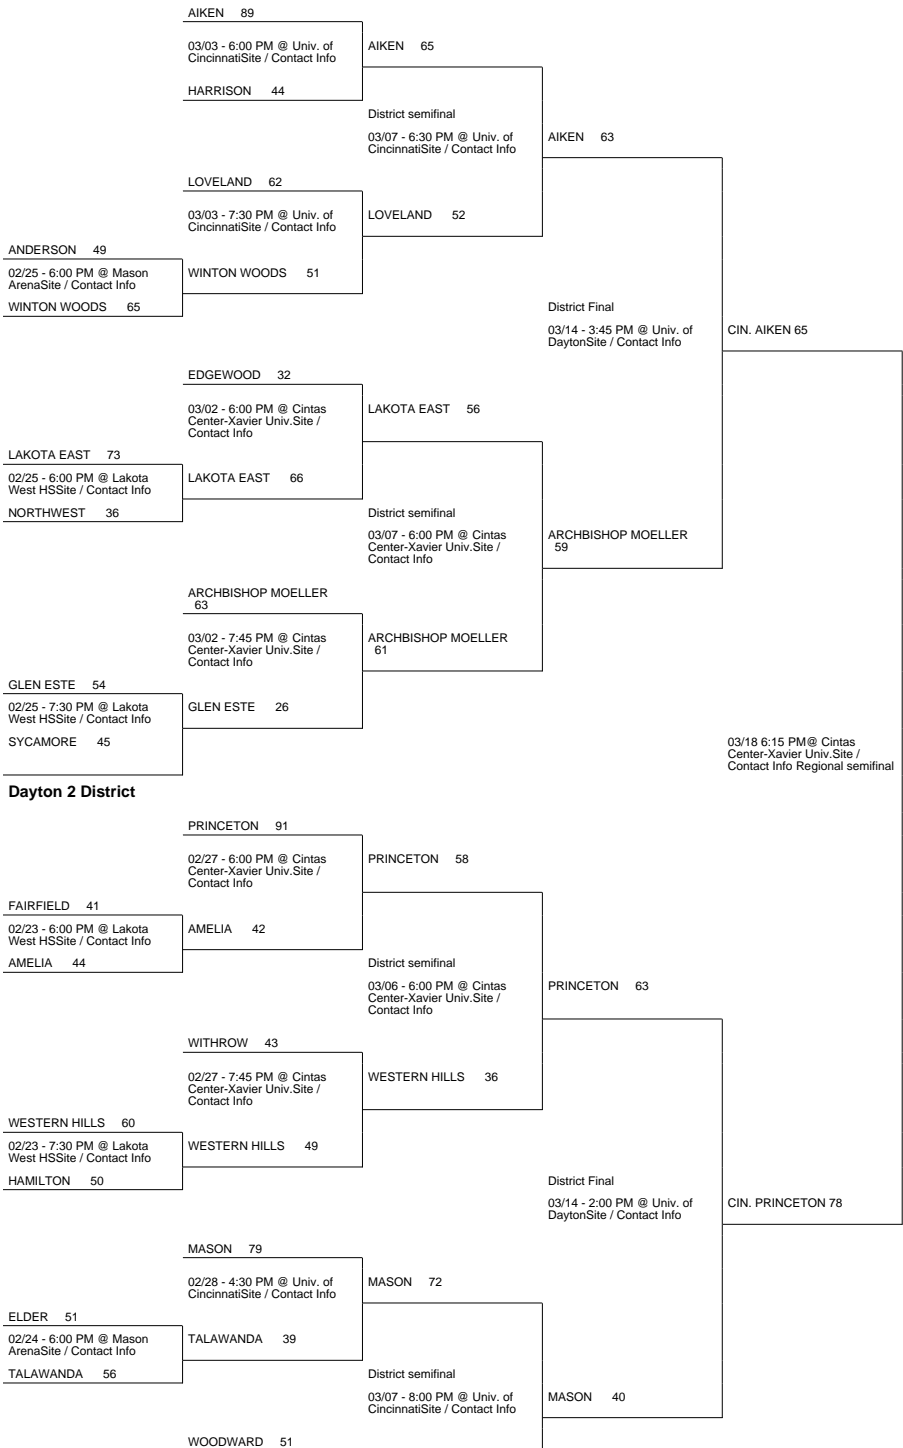 AIKEN 89
03/03 - 6:00 PM @ Univ. of
CincinnatiSite / Contact Info
AIKEN 65
HARRISON 44
District semifinal
03/07 - 6:30 PM @ Univ. of
CincinnatiSite / Contact Info
AIKEN 63
LOVELAND 62
03/03 - 7:30 PM @ Univ. of
CincinnatiSite / Contact Info
LOVELAND 52
ANDERSON 49
02/25 - 6:00 PM @ Mason
ArenaSite / Contact Info
WINTON WOODS 51
WINTON WOODS 65
District Final
03/14 - 3:45 PM @ Univ. of
DaytonSite / Contact Info
CIN. AIKEN 65
EDGEWOOD 32
03/02 - 6:00 PM @ Cintas
Center-Xavier Univ.Site /
Contact Info
LAKOTA EAST 56
LAKOTA EAST 73
02/25 - 6:00 PM @ Lakota
West HSSite / Contact Info
LAKOTA EAST 66
NORTHWEST 36
District semifinal
03/07 - 6:00 PM @ Cintas
Center-Xavier Univ.Site /
Contact Info
ARCHBISHOP MOELLER
59
ARCHBISHOP MOELLER
63
03/02 - 7:45 PM @ Cintas
Center-Xavier Univ.Site /
Contact Info
ARCHBISHOP MOELLER
61
GLEN ESTE 54
02/25 - 7:30 PM @ Lakota
West HSSite / Contact Info
GLEN ESTE 26
SYCAMORE 45
03/18 6:15 PM@ Cintas
Center-Xavier Univ.Site /
Contact Info Regional semifinal
Dayton 2 District
PRINCETON 91
02/27 - 6:00 PM @ Cintas
Center-Xavier Univ.Site /
Contact Info
PRINCETON 58
FAIRFIELD 41
02/23 - 6:00 PM @ Lakota
West HSSite / Contact Info
AMELIA 42
AMELIA 44
District semifinal
03/06 - 6:00 PM @ Cintas
Center-Xavier Univ.Site /
Contact Info
PRINCETON 63
WITHROW 43
02/27 - 7:45 PM @ Cintas
Center-Xavier Univ.Site /
Contact Info
WESTERN HILLS 36
WESTERN HILLS 60
02/23 - 7:30 PM @ Lakota
West HSSite / Contact Info
WESTERN HILLS 49
HAMILTON 50
District Final
03/14 - 2:00 PM @ Univ. of
DaytonSite / Contact Info
CIN. PRINCETON 78
MASON 79
02/28 - 4:30 PM @ Univ. of
CincinnatiSite / Contact Info
MASON 72
ELDER 51
02/24 - 6:00 PM @ Mason
ArenaSite / Contact Info
TALAWANDA 39
TALAWANDA 56
District semifinal
03/07 - 8:00 PM @ Univ. of
CincinnatiSite / Contact Info
MASON 40
WOODWARD 51